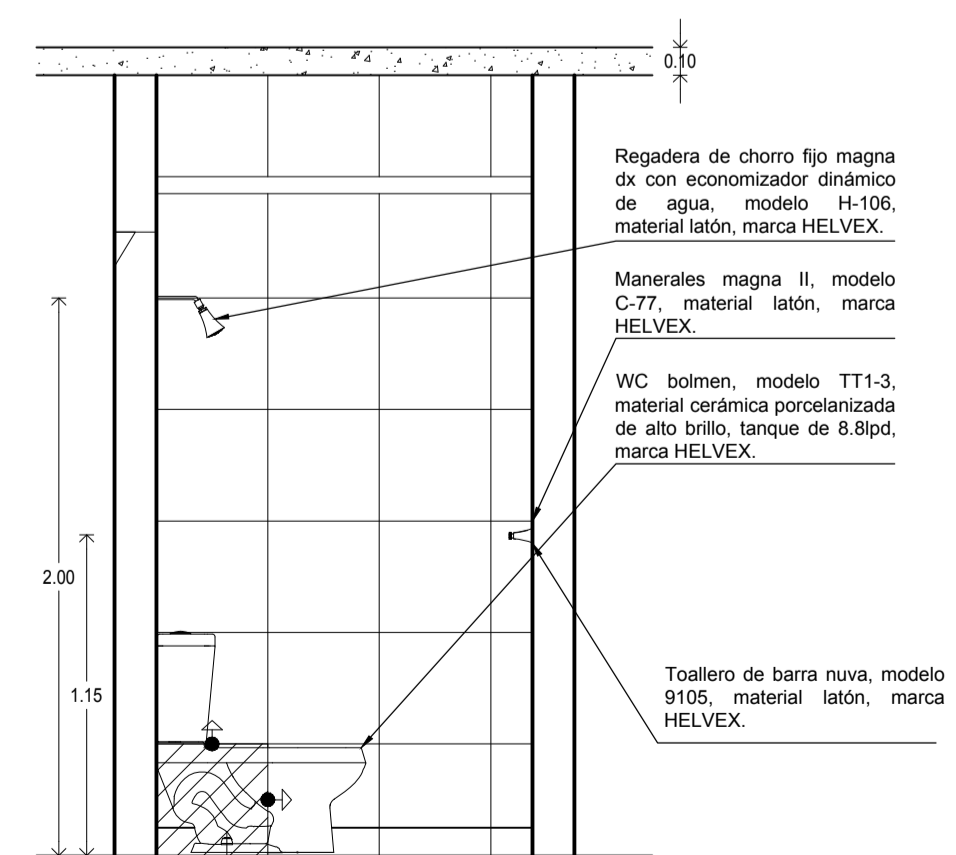 0.10
Regadera de chorro fijo magna
dx con economizador dinámico
de agua, modelo H-106,
material latón, marca HELVEX.
Manerales magna II, modelo
C-77, material latón, marca
HELVEX.
WC bolmen, modelo TT1-3,
material cerámica porcelanizada
de alto brillo, tanque de 8.8lpd,
marca HELVEX.
2.00
1.15
Toallero de barra nuva, modelo
9105, material latón, marca
HELVEX.